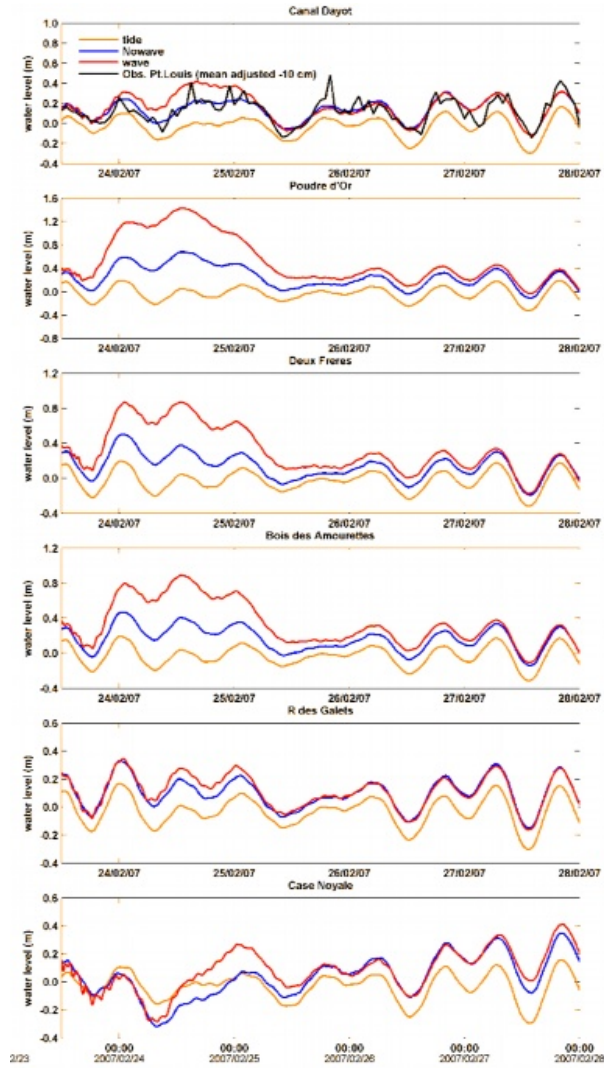 Canal Dayot
1.0
0.8
0.6
0.4
0.2
0.0
-0.2
-0.4
water level (m)
tide
Nowave
wave
Obs. Pt.Louis (mean adjusted -10 cm)
24/02/07 25/02/07 26/02/07 27/02/07 28/02/07
Poudre d'Or
1.6
1.2
0.8
0.4
0.0
-0.4
-0.8
water level (m)
24/02/07 25/02/07 26/02/07 27/02/07 28/02/07
Deux Freres
1.2
0.8
0.4
0.0
-0.4
water level (m)
24/02/07 25/02/07 26/02/07 27/02/07 28/02/07
Bois des Amourettes
1.2
0.8
0.4
0.0
-0.4
water level (m)
24/02/07 25/02/07 26/02/07 27/02/07 28/02/07
R des Galets
0.6
0.4
0.2
0.0
-0.2
-0.4
water level (m)
24/02/07 25/02/07 26/02/07 27/02/07 28/02/07
Case Noyale
0.6
0.4
0.2
0.0
-0.2
-0.4
water level (m)
00:00 00:00 00:00 00:00 00:00
2/23 2007/02/24 2007/02/25 2007/02/26 2007/02/27 2007/02/28